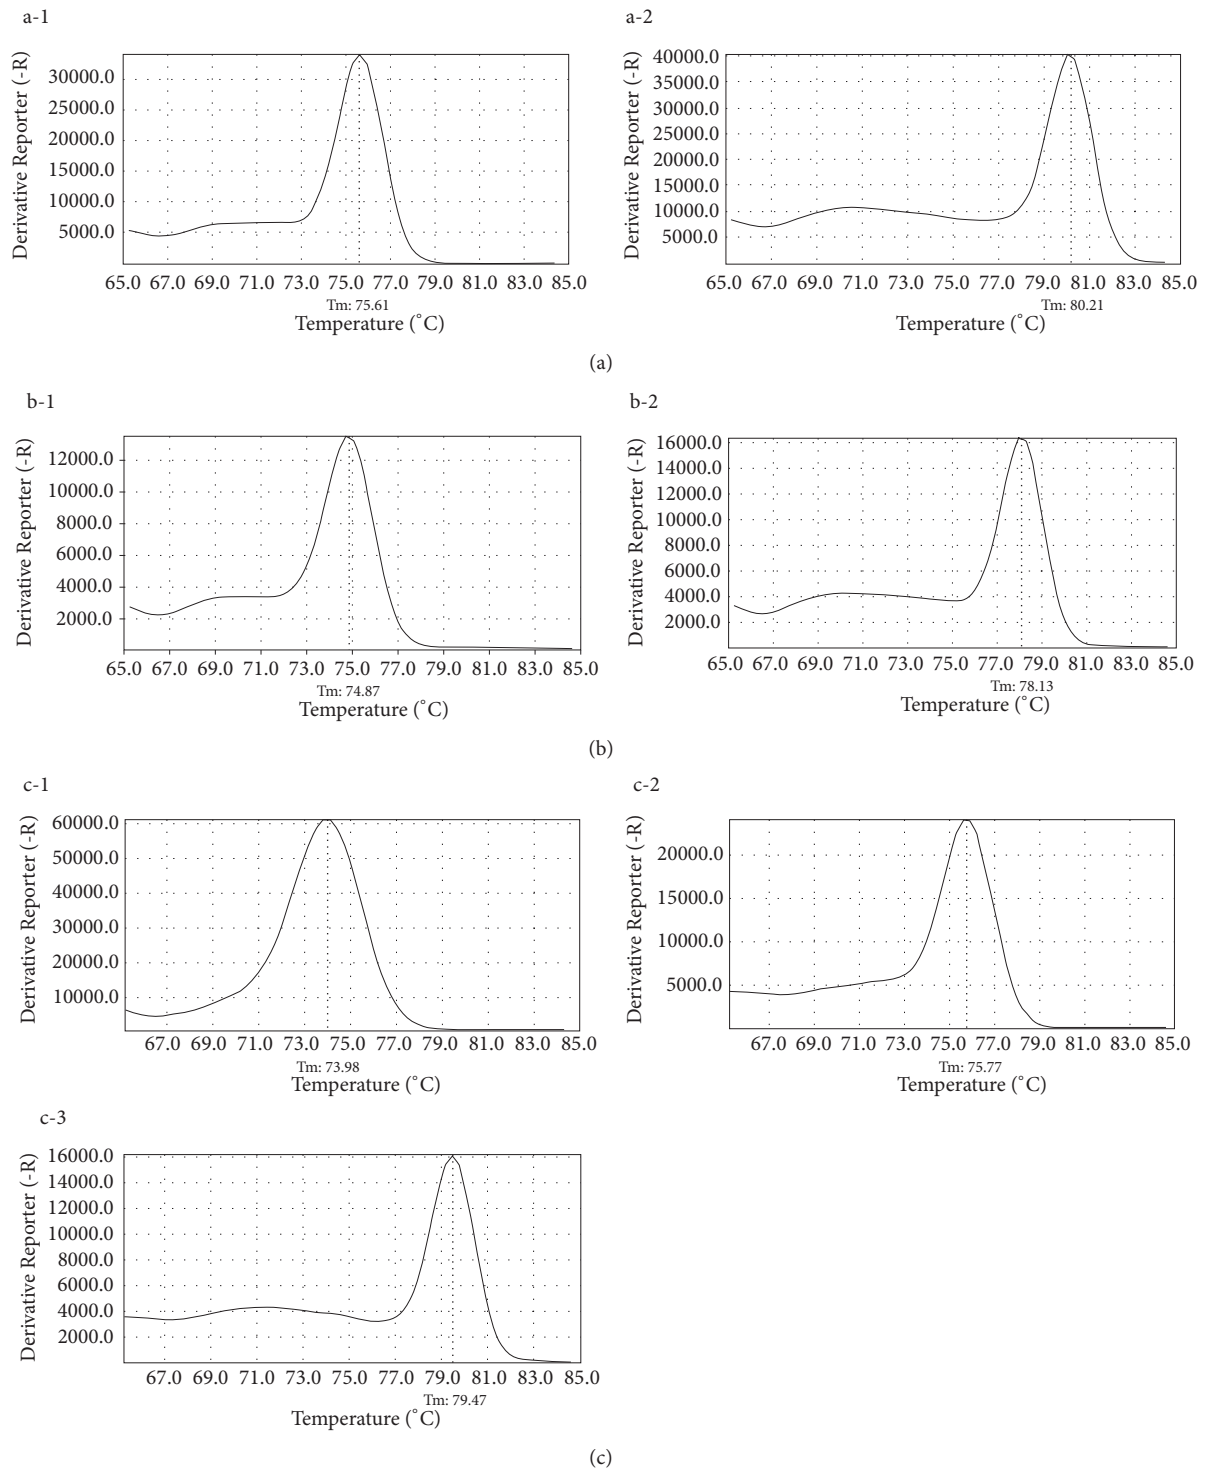 a-1
Derivative Reporter (-R)
30000.0
25000.0
20000.0
15000.0
10000.0
5000.0
65.0 67.0 69.0 71.0 73.0 75.0 77.0 79.0 81.0 83.0 85.0
Tm: 75.61
Temperature (˚C)
a-2
Derivative Reporter (-R)
40000.0
35000.0
30000.0
25000.0
20000.0
15000.0
10000.0
5000.0
65.0 67.0 69.0 71.0 73.0 75.0 77.0 79.0 81.0 83.0 85.0
Tm: 80.21
Temperature (˚C)
(a)
b-1
Derivative Reporter (-R)
12000.0
10000.0
8000.0
6000.0
4000.0
2000.0
65.0 67.0 69.0 71.0 73.0 75.0 77.0 79.0 81.0 83.0 85.0
Tm: 74.87
Temperature (˚C)
b-2
Derivative Reporter (-R)
16000.0
14000.0
12000.0
10000.0
8000.0
6000.0
4000.0
2000.0
65.0 67.0 69.0 71.0 73.0 75.0 77.0 79.0 81.0 83.0 85.0
Tm: 78.13
Temperature (˚C)
(b)
c-1
Derivative Reporter (-R)
60000.0
50000.0
40000.0
30000.0
20000.0
10000.0
67.0 69.0 71.0 73.0 75.0 77.0 79.0 81.0 83.0 85.0
Tm: 73.98
Temperature (˚C)
c-2
Derivative Reporter (-R)
20000.0
15000.0
10000.0
5000.0
67.0 69.0 71.0 73.0 75.0 77.0 79.0 81.0 83.0 85.0
Tm: 75.77
Temperature (˚C)
c-3
Derivative Reporter (-R)
16000.0
14000.0
12000.0
10000.0
8000.0
6000.0
4000.0
2000.0
67.0 69.0 71.0 73.0 75.0 77.0 79.0 81.0 83.0 85.0
Tm: 79.47
Temperature (˚C)
(c)